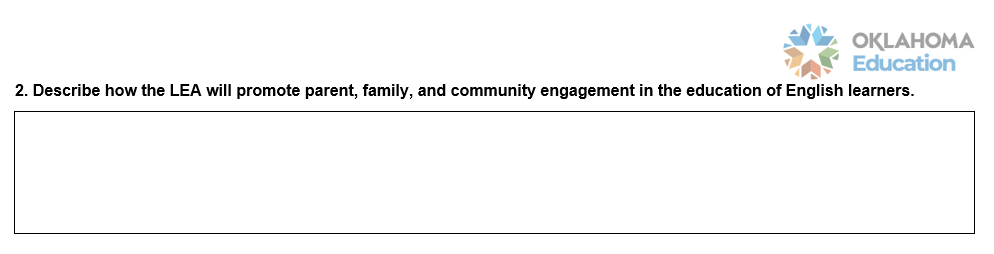 OKLAHOMA
Education
2. Describe how the LEA will promote parent, family, and community engagement in the education of English learners.